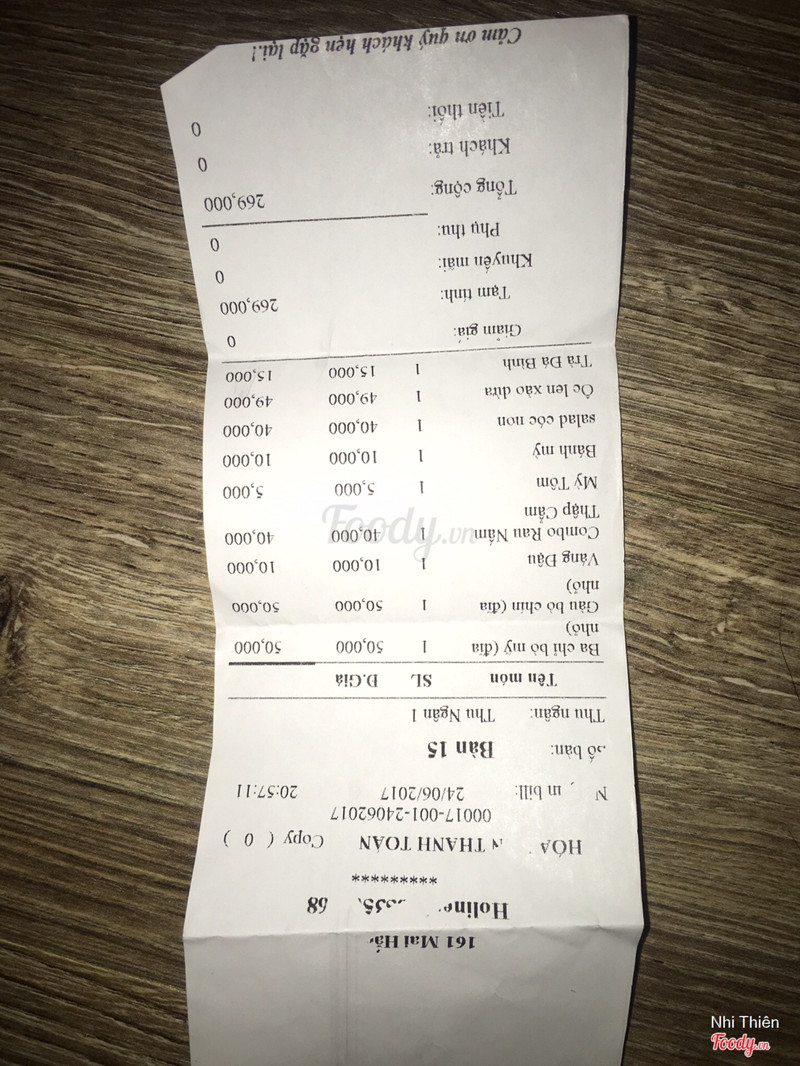 161 Mai Hắc
Holine
*********
THANH TOÁN Copy ( 0 )
00017-001-24062017
in bill: 24/06/2017 20:57:11
Số bàn: Bàn 15
Thu ngân: Thu Ngân 1
Tên món SL Đ.Giá
Ba chỉ bò mỹ (đĩa 1 50,000 50,000
nhỏ)
Gầu bò chín (đĩa 1 50,000 50,000
nhỏ)
Váng Đậu 1 10,000 10,000
Combo Rau Nấm 1 40,000 40,000
Thập Cẩm
Mỳ Tôm 1 5,000 5,000
Bánh mỳ 1 10,000 10,000
salad cóc non 1 40,000 40,000
Ốc len xào dừa 1 49,000 49,000
Trà Đá Bình 1 15,000 15,000
Giảm giá: 0
Tạm tính: 269,000
Khuyến mãi: 0
Phụ thu: 0
Tổng cộng: 269,000
Khách trả: 0
Tiền thối: 0
Cảm ơn quý khách hẹn gặp lại.!
Foody.vn
Nhi Thiên
Foody.vn